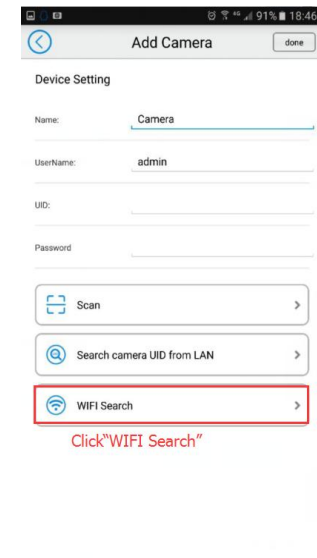 91% 18:46
Add Camera done
Device Setting
Name: Camera
UserName: admin
UID:
Password
Scan
Search camera UID from LAN
WIFI Search
Click“WIFI Search”